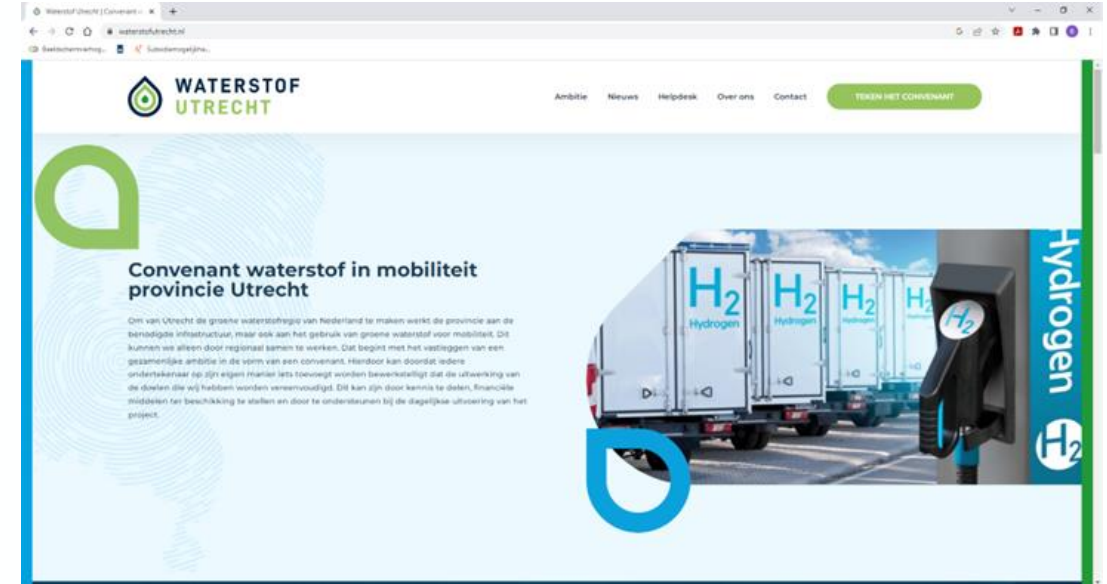 Waterstof Utrecht | Convenant
waterstofutrecht.nl
WATERSTOF
UTRECHT
Ambitie Nieuws Helpdesk Over ons Contact TEKEN HET CONVENANT
Convenant waterstof in mobiliteit
provincie Utrecht
Om van Utrecht de groene waterstofregio van Nederland te maken werkt de provincie aan de
benodigde infrastructuur, maar ook aan het gebruik van groene waterstof voor mobiliteit. Dit
kunnen we alleen door regionaal samen te werken. Dat begint met het vastleggen van een
gezamenlijke ambitie in de vorm van een convenant. Hierdoor kan doordat iedere
ondertekenaar op zijn eigen manier iets toevoegt worden bewerkstelligt dat de uitwerking van
de doelen die wij hebben worden vereenvoudigd. Dit kan zijn door kennis te delen, financiële
middelen ter beschikking te stellen en door te ondersteunen bij de dagelijkse uitvoering van het
project.
H2
Hydrogen
H2
Hydrogen
H2
H2
H2
Hydrogen
H2